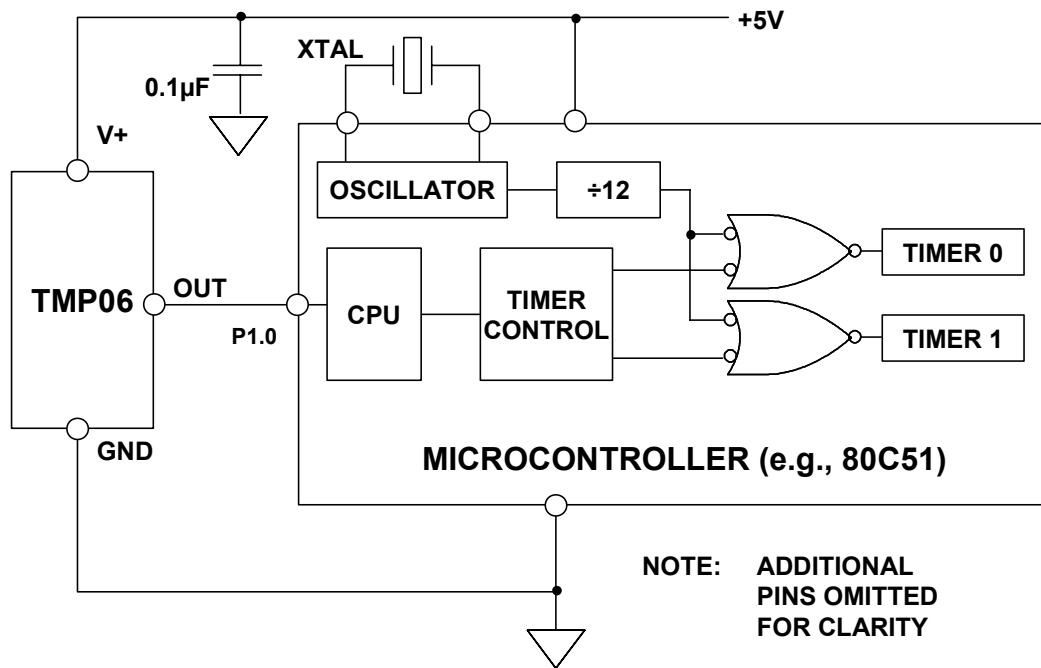 +5V
XTAL
0.1µF
V+
OSCILLATOR
÷12
TIMER 0
TMP06
OUT
P1.0
CPU
TIMER
CONTROL
TIMER 1
GND
MICROCONTROLLER (e.g., 80C51)
NOTE: ADDITIONAL
PINS OMITTED
FOR CLARITY